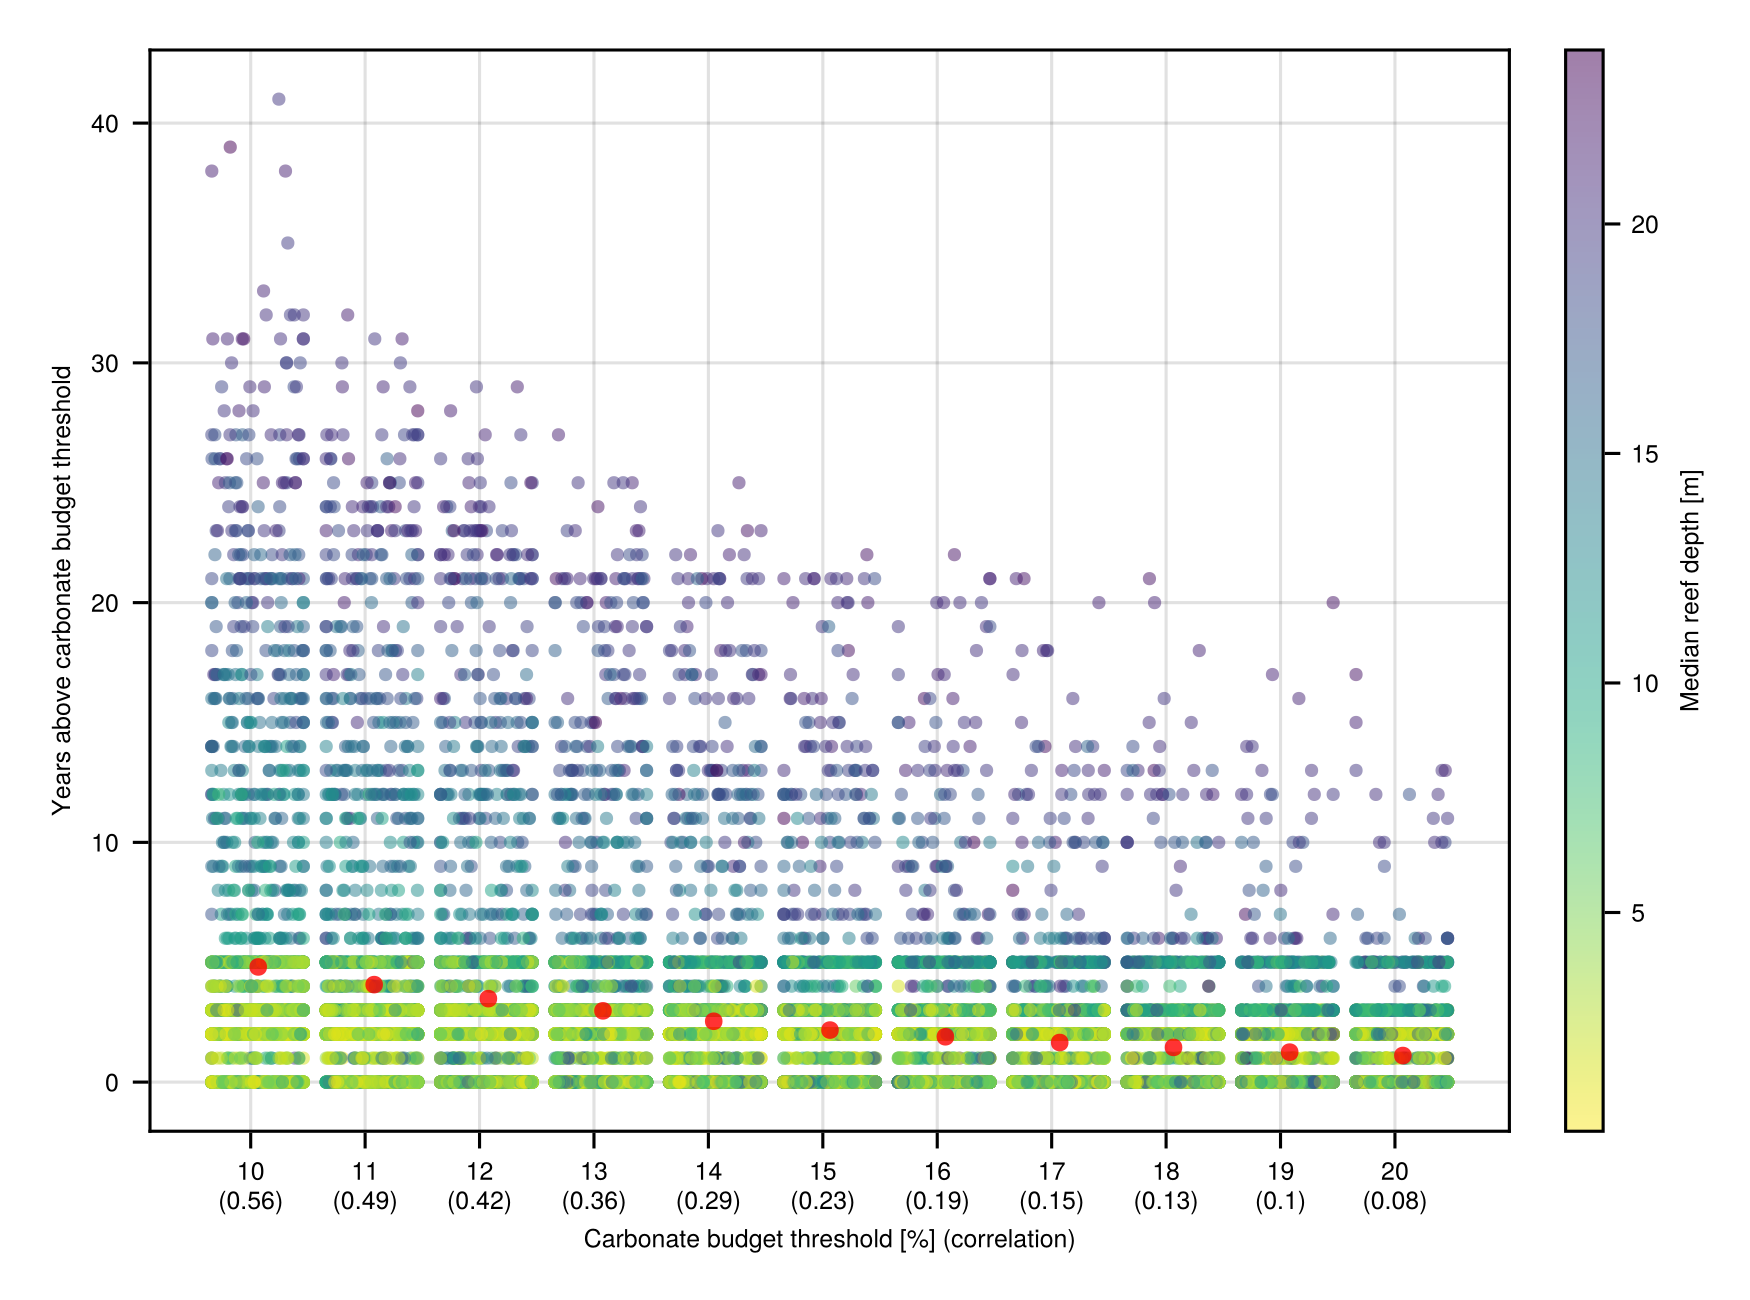 Years above carbonate budget threshold
40
30
20
10
0
10 11 12 13 14 15 16 17 18 19 20
(0.56) (0.49) (0.42) (0.36) (0.29) (0.23) (0.19) (0.15) (0.13) (0.1) (0.08)
Carbonate budget threshold [%] (correlation)
20
15
10
5
Median reef depth [m]